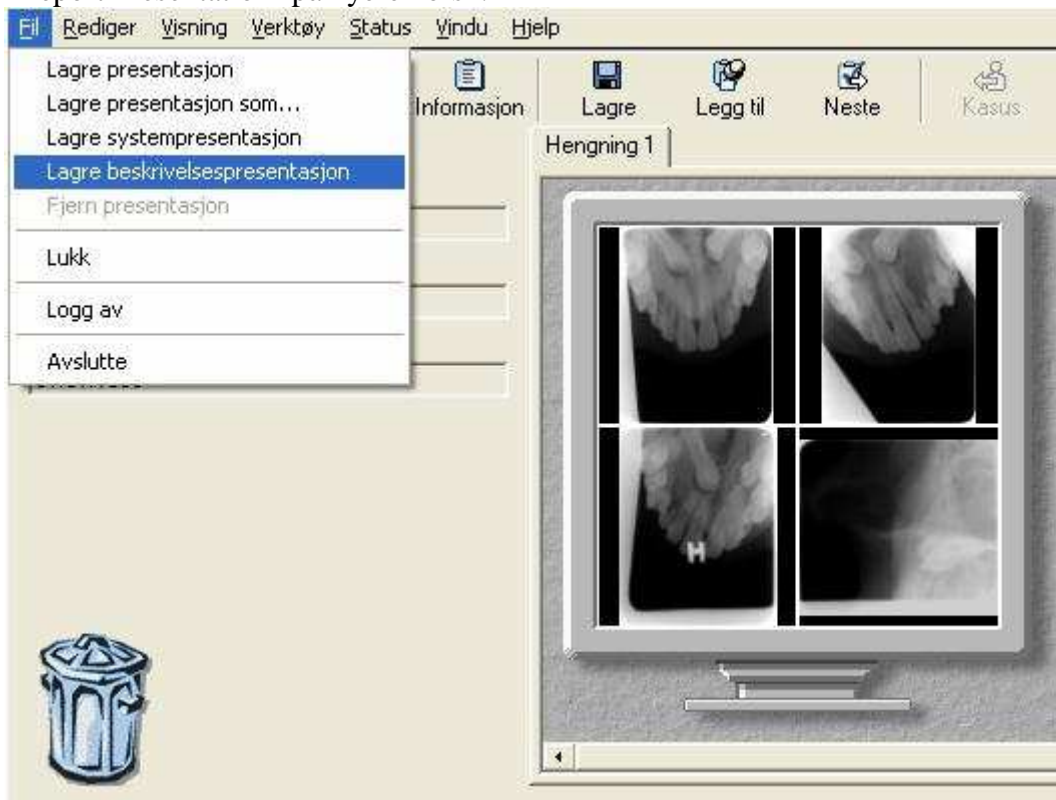 Fil Rediger Visning Verktøy Status Vindu Hjelp
Lagre presentasjon
Lagre presentasjon som...
Lagre systempresentasjon
Lagre beskrivelsespresentasjon
Fjern presentasjon
Lukk
Logg av
Avslutte
Informasjon Lagre Legg til Neste Kasus
Hengning 1
H